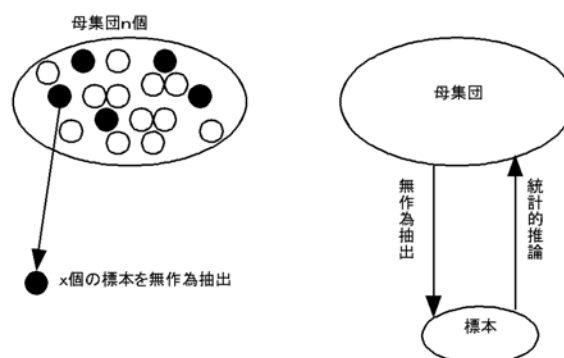 母集団n個
x個の標本を無作為抽出
母集団
無作為抽出
統計的推論
標本